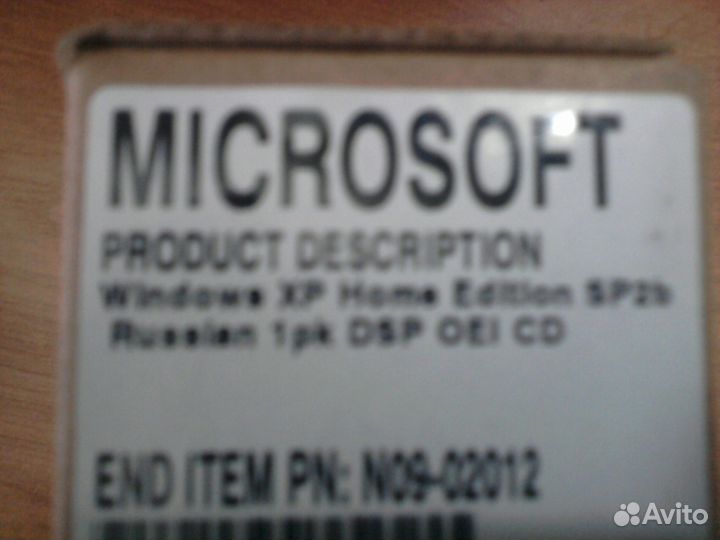 MICROSOFT
PRODUCT DESCRIPTION
Windows XP Home Edition SP2b
Russian 1pk DSP OEI CD
END ITEM PN: N09-02012
Avito